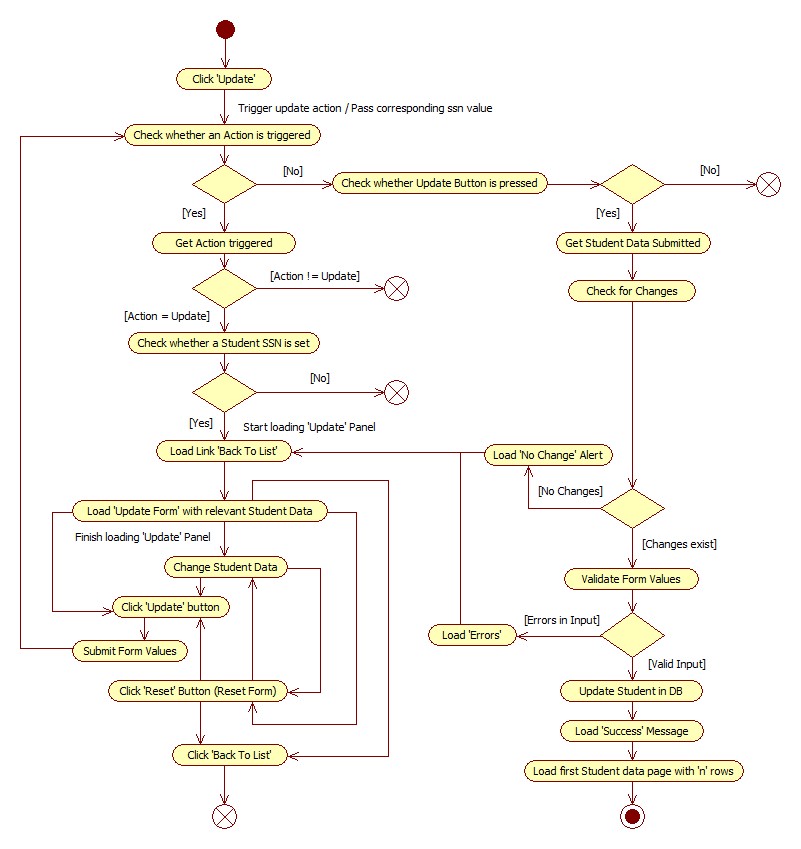 Click 'Update'
Trigger update action / Pass corresponding ssn value
Check whether an Action is triggered
[No]
Check whether Update Button is pressed
[No]
[Yes]
[Yes]
Get Action triggered
Get Student Data Submitted
[Action != Update]
Check for Changes
[Action = Update]
Check whether a Student SSN is set
[No]
[Yes]
Start loading 'Update' Panel
Load Link 'Back To List'
Load 'No Change' Alert
[No Changes]
Load 'Update Form' with relevant Student Data
Finish loading 'Update' Panel
[Changes exist]
Change Student Data
Validate Form Values
Click 'Update' button
[Errors in Input]
Load 'Errors'
Submit Form Values
[Valid Input]
Click 'Reset' Button (Reset Form)
Update Student in DB
Load 'Success' Message
Click 'Back To List'
Load first Student data page with 'n' rows